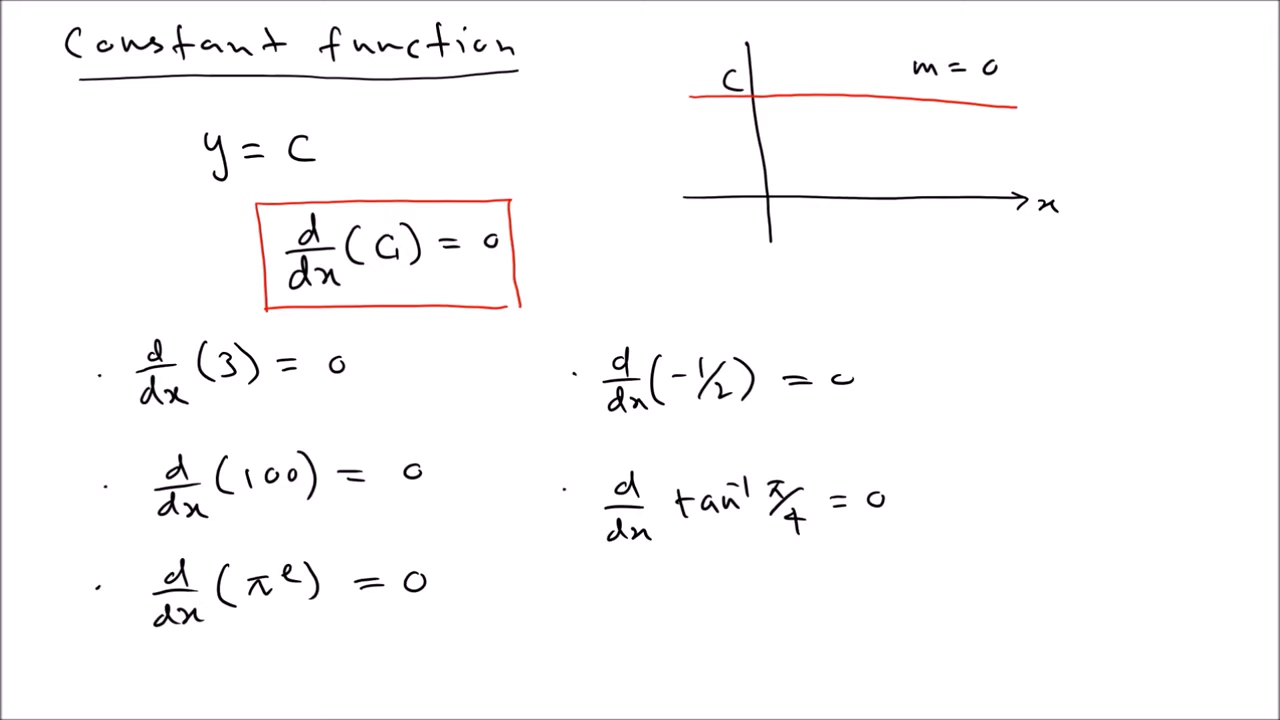 Constant function
y = C
d/dx (C) = 0
C
m = 0
x
· d/dx (3) = 0
· d/dx (100) = 0
· d/dx (π^e) = 0
· d/dx (-1/2) = 0
· d/dx tan⁻¹ π/4 = 0